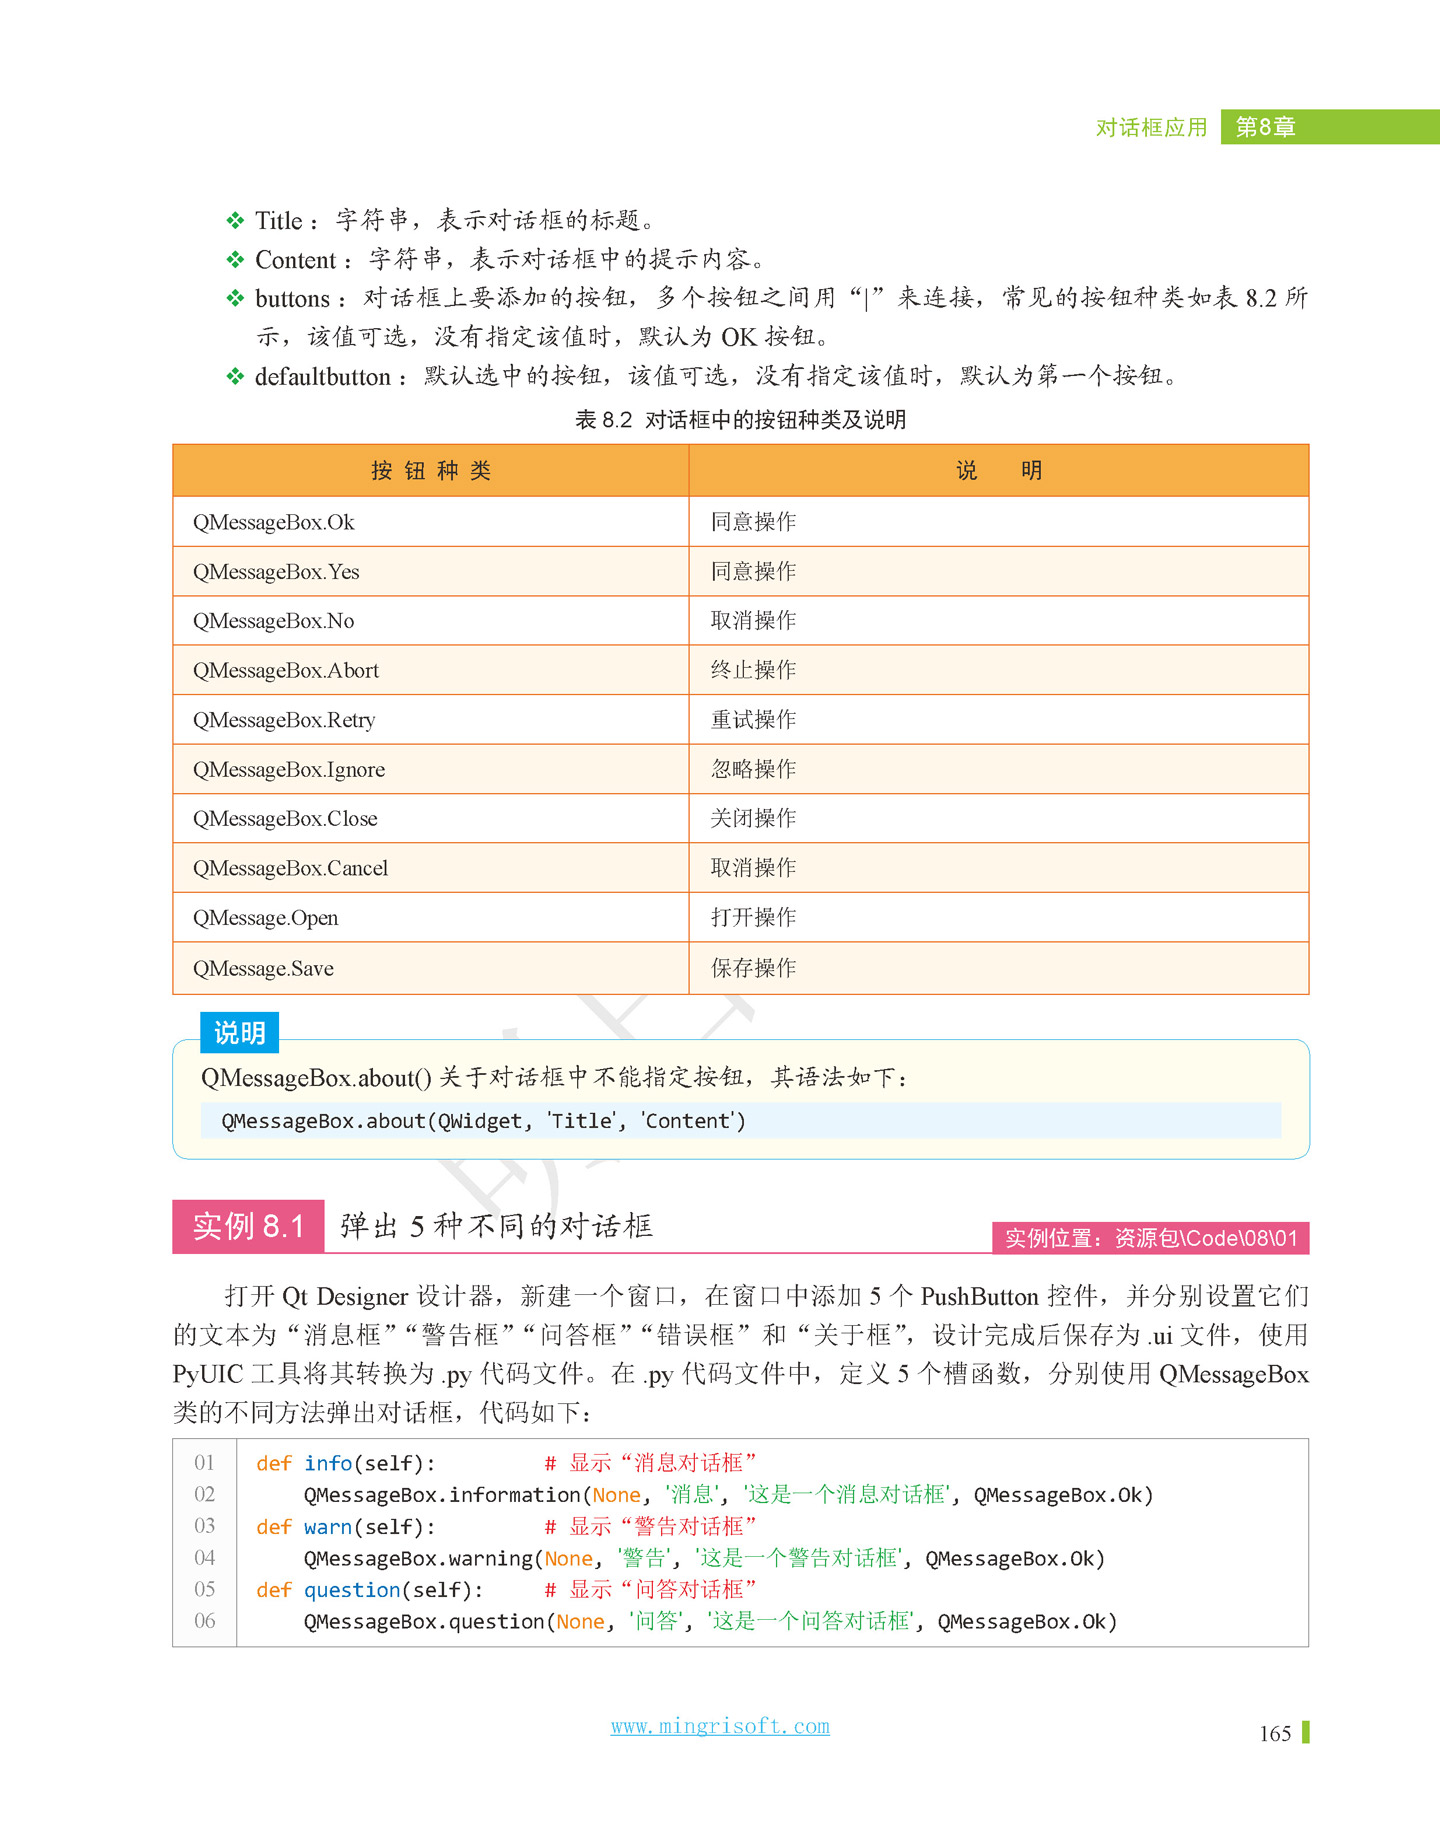 对话框应用 第8章
❖ Title：字符串，表示对话框的标题。
❖ Content：字符串，表示对话框中的提示内容。
❖ buttons：对话框上要添加的按钮，多个按钮之间用“|”来连接，常见的按钮种类如表 8.2 所
示，该值可选，没有指定该值时，默认为 OK 按钮。
❖ defaultbutton：默认选中的按钮，该值可选，没有指定该值时，默认为第一个按钮。
表 8.2 对话框中的按钮种类及说明
按 钮 种 类 说 明
QMessageBox.Ok 同意操作
QMessageBox.Yes 同意操作
QMessageBox.No 取消操作
QMessageBox.Abort 终止操作
QMessageBox.Retry 重试操作
QMessageBox.Ignore 忽略操作
QMessageBox.Close 关闭操作
QMessageBox.Cancel 取消操作
QMessage.Open 打开操作
QMessage.Save 保存操作
说明
QMessageBox.about() 关于对话框中不能指定按钮，其语法如下：
QMessageBox.about(QWidget, 'Title', 'Content')
实例 8.1 弹出 5 种不同的对话框
实例位置：资源包\Code\08\01
打开 Qt Designer 设计器，新建一个窗口，在窗口中添加 5 个 PushButton 控件，并分别设置它们
的文本为“消息框”“警告框”“问答框”“错误框”和“关于框”，设计完成后保存为 .ui 文件，使用
PyUIC 工具将其转换为 .py 代码文件。在 .py 代码文件中，定义 5 个槽函数，分别使用 QMessageBox
类的不同方法弹出对话框，代码如下：
01 def info(self): # 显示“消息对话框”
02 QMessageBox.information(None, '消息', '这是一个消息对话框', QMessageBox.Ok)
03 def warn(self): # 显示“警告对话框”
04 QMessageBox.warning(None, '警告', '这是一个警告对话框', QMessageBox.Ok)
05 def question(self): # 显示“问答对话框”
06 QMessageBox.question(None, '问答', '这是一个问答对话框', QMessageBox.Ok)
www.mingrisoft.com
165